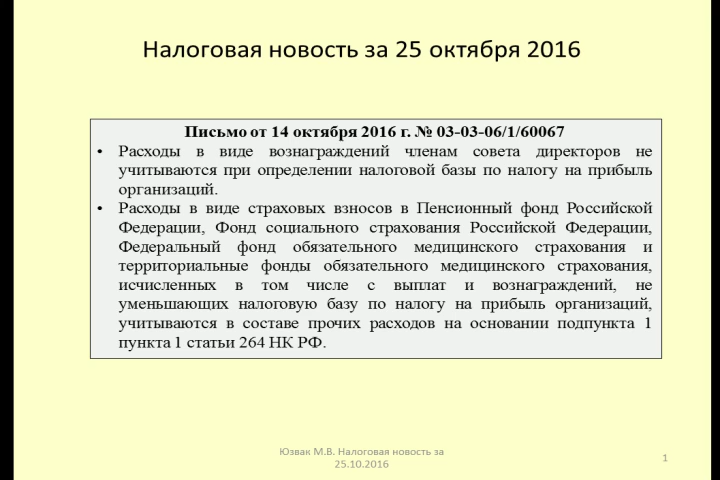 Налоговая новость за 25 октября 2016
Письмо от 14 октября 2016 г. № 03-03-06/1/60067
• Расходы в виде вознаграждений членам совета директоров не
учитываются при определении налоговой базы по налогу на прибыль
организаций.
• Расходы в виде страховых взносов в Пенсионный фонд Российской
Федерации, Фонд социального страхования Российской Федерации,
Федеральный фонд обязательного медицинского страхования и
территориальные фонды обязательного медицинского страхования,
исчисленных в том числе с выплат и вознаграждений, не
уменьшающих налоговую базу по налогу на прибыль организаций,
учитываются в составе прочих расходов на основании подпункта 1
пункта 1 статьи 264 НК РФ.
Юзвак М.В. Налоговая новость за
25.10.2016
1